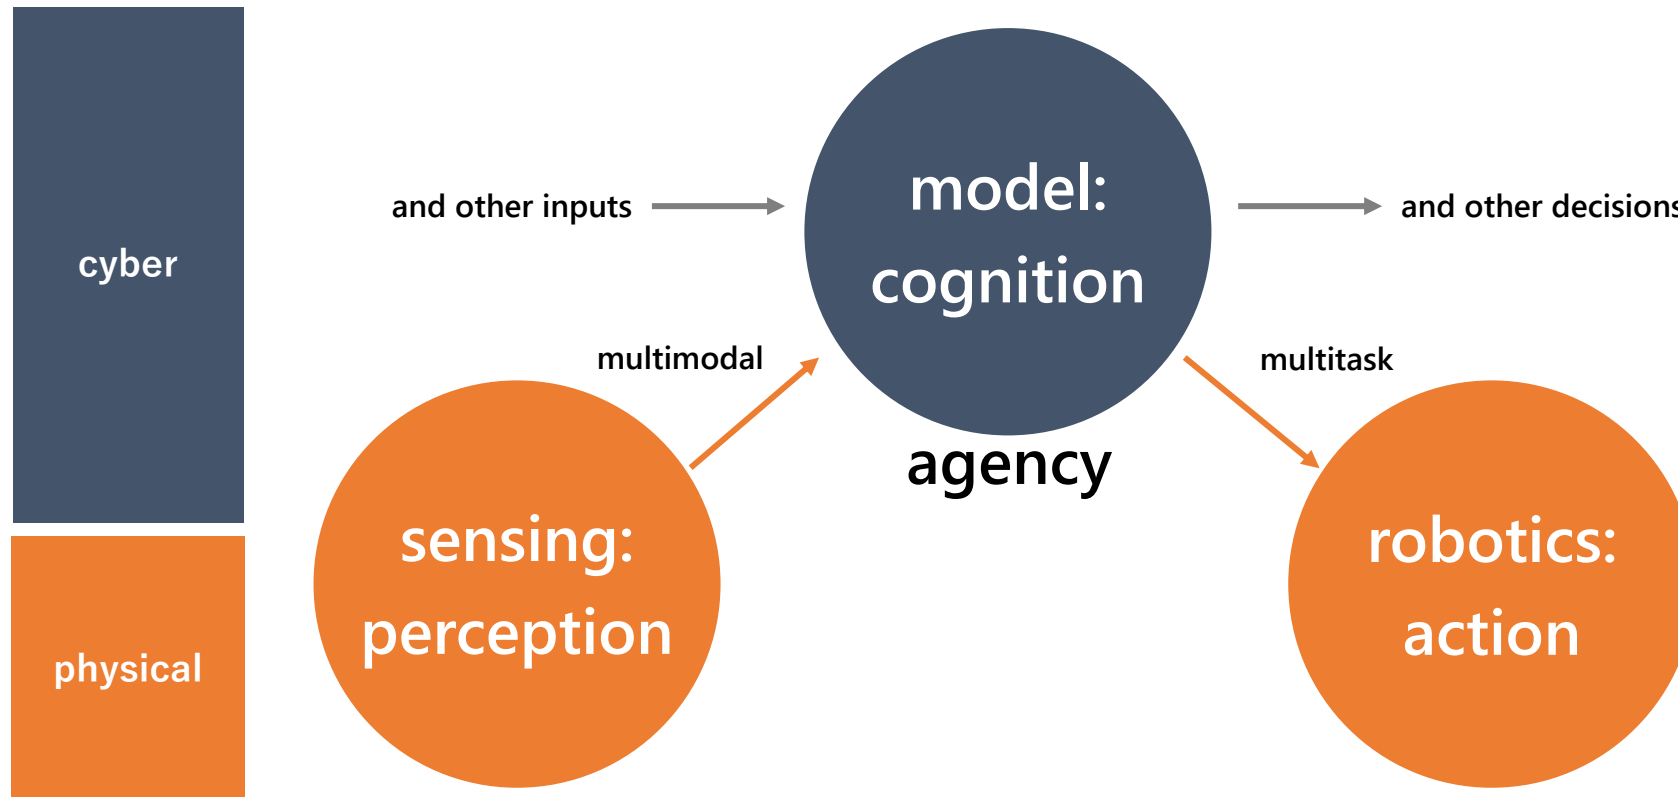 cyber
physical
and other inputs
model:
cognition
and other decisions
multimodal
multitask
agency
sensing:
perception
robotics:
action